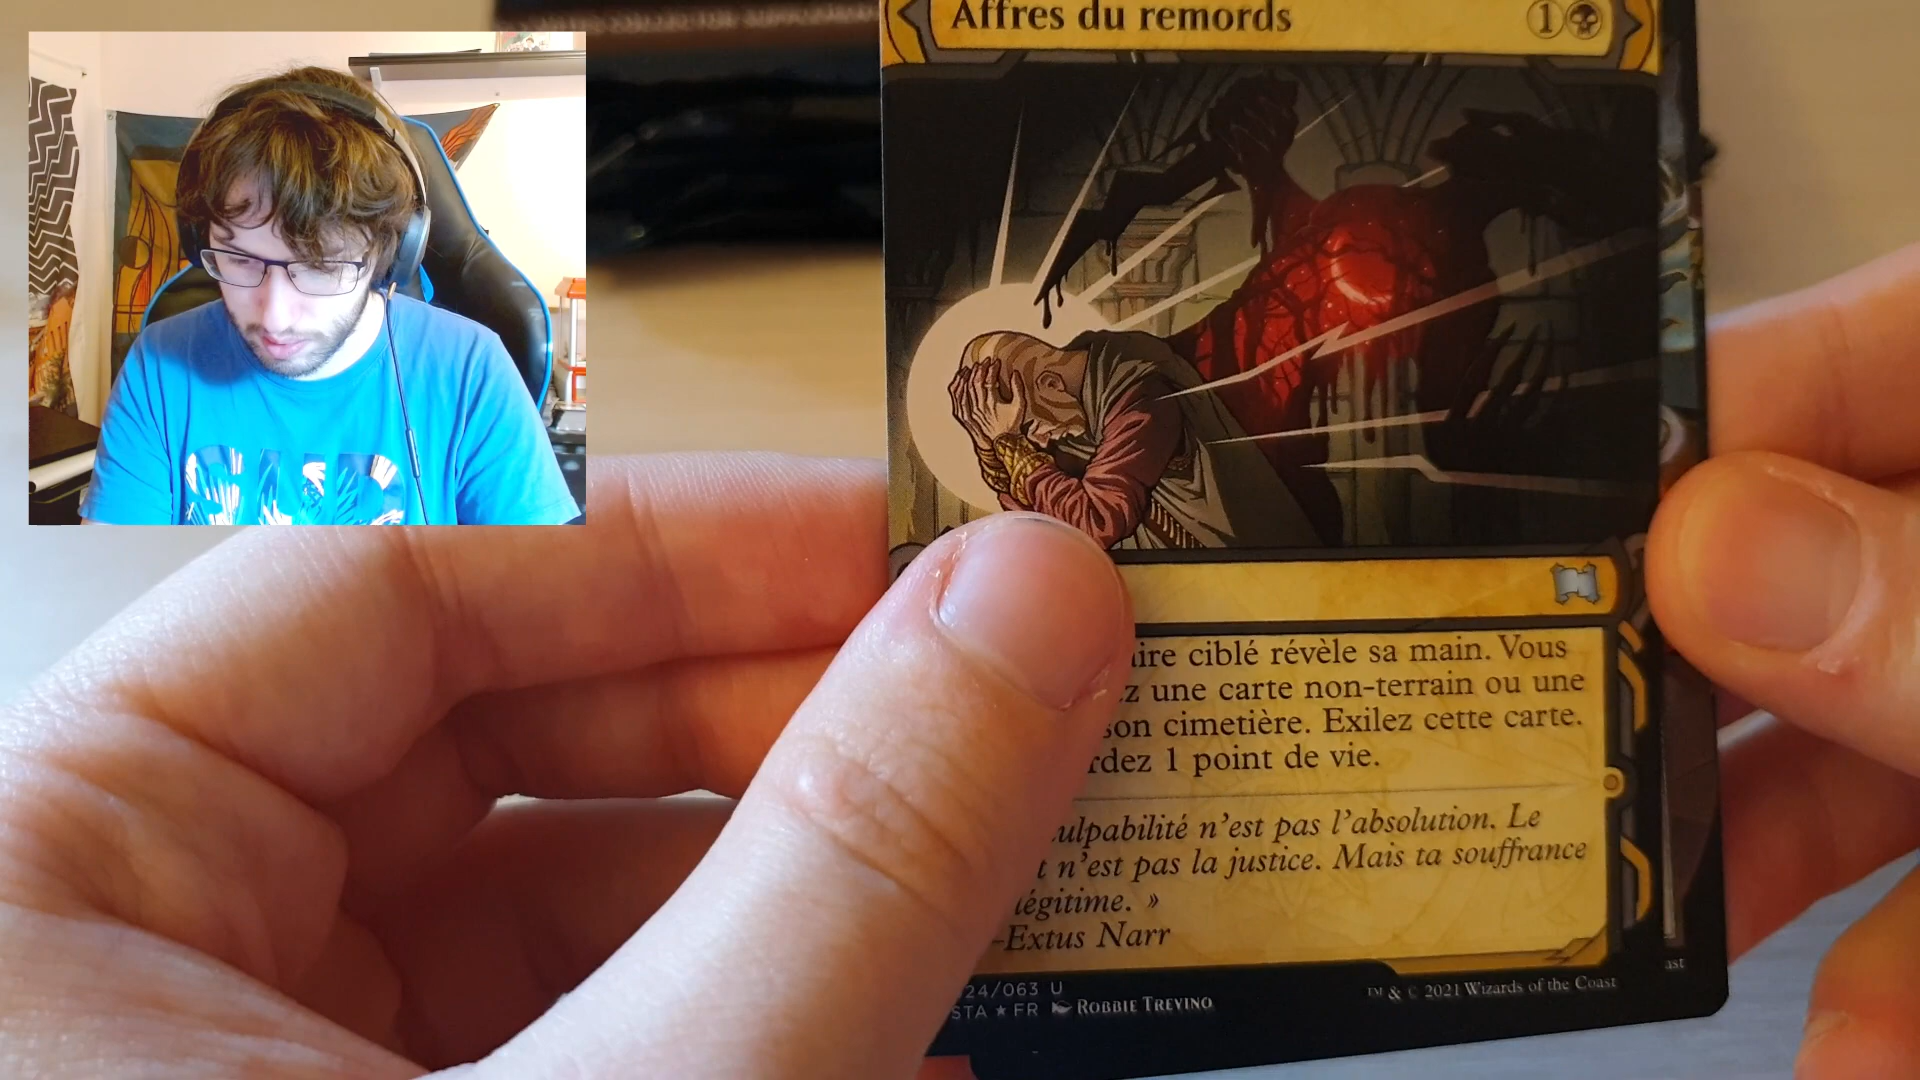 Affres du remords
1
ire ciblé révèle sa main. Vous
z une carte non-terrain ou une
son cimetière. Exilez cette carte.
rdez 1 point de vie.
ulpabilité n'est pas l'absolution. Le
t n'est pas la justice. Mais ta souffrance
légitime. »
–Extus Narr
24/063 U
STA ★ FR ROBBIE TREVINO
™ & © 2021 Wizards of the Coast
ast